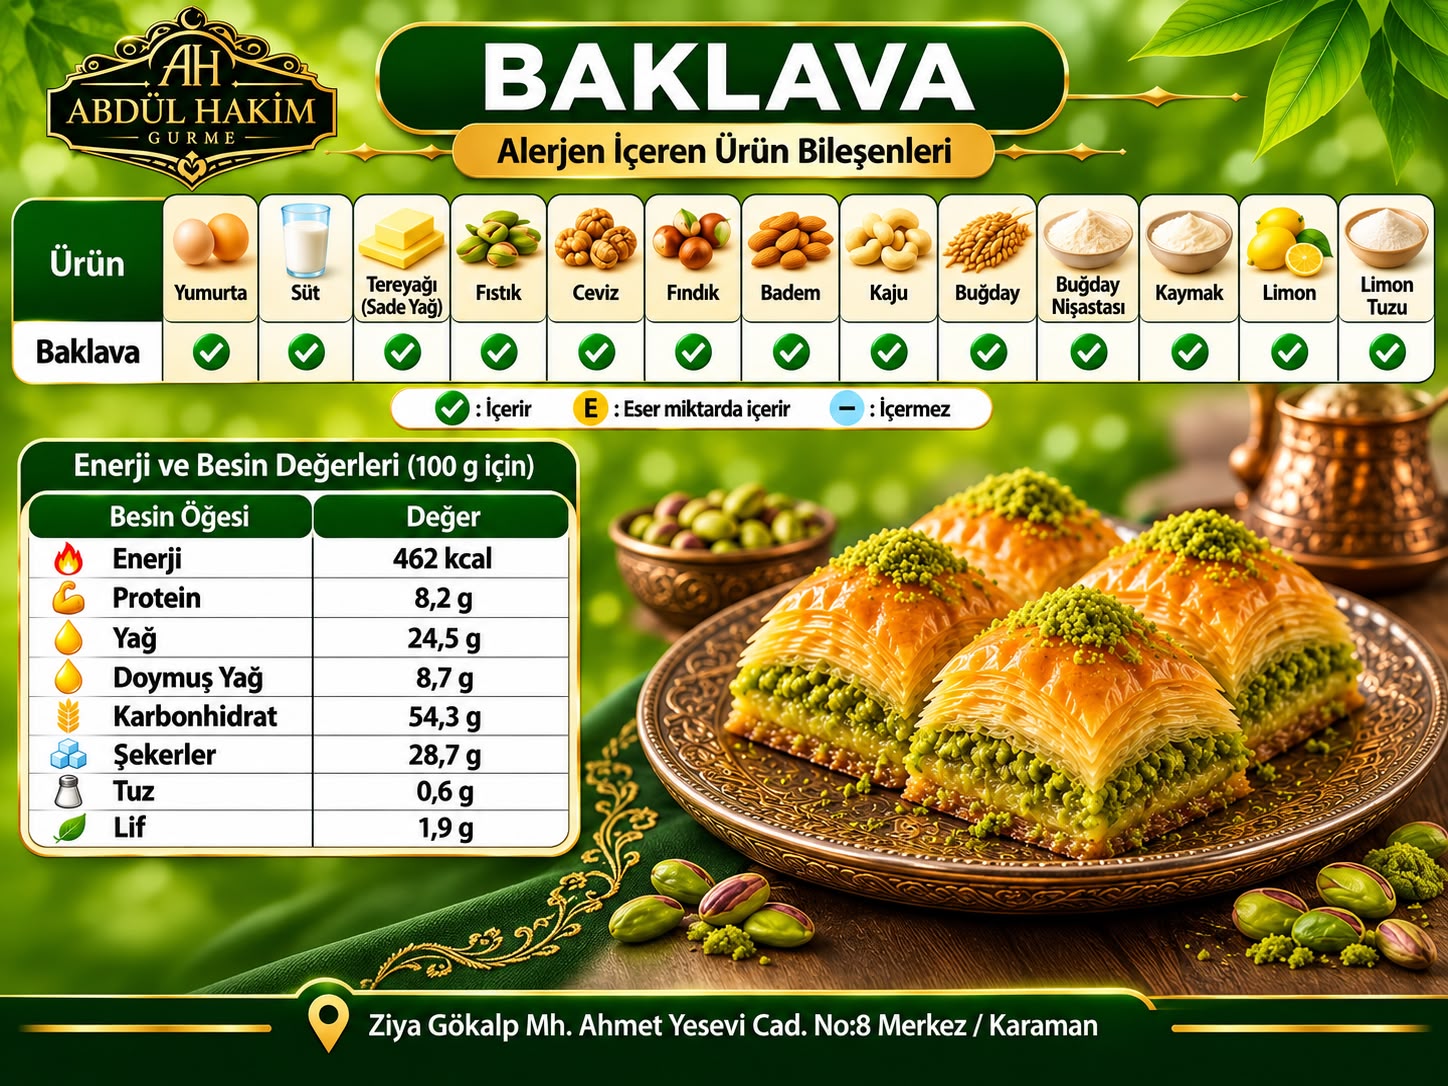 AH
ABDÜL HAKİM
GURME
BAKLAVA
Alerjen İçeren Ürün Bileşenleri
Ürün
Yumurta
Süt
Tereyağı
(Sade Yağ)
Fıstık
Ceviz
Fındık
Badem
Kaju
Buğday
Buğday
Nişastası
Kaymak
Limon
Limon
Tuzu
Baklava
: İçerir
E : Eser miktarda içerir
– : İçermez
Enerji ve Besin Değerleri (100 g için)
Besin Öğesi Değer
Enerji 462 kcal
Protein 8,2 g
Yağ 24,5 g
Doymuş Yağ 8,7 g
Karbonhidrat 54,3 g
Şekerler 28,7 g
Tuz 0,6 g
Lif 1,9 g
Ziya Gökalp Mh. Ahmet Yesevi Cad. No:8 Merkez / Karaman